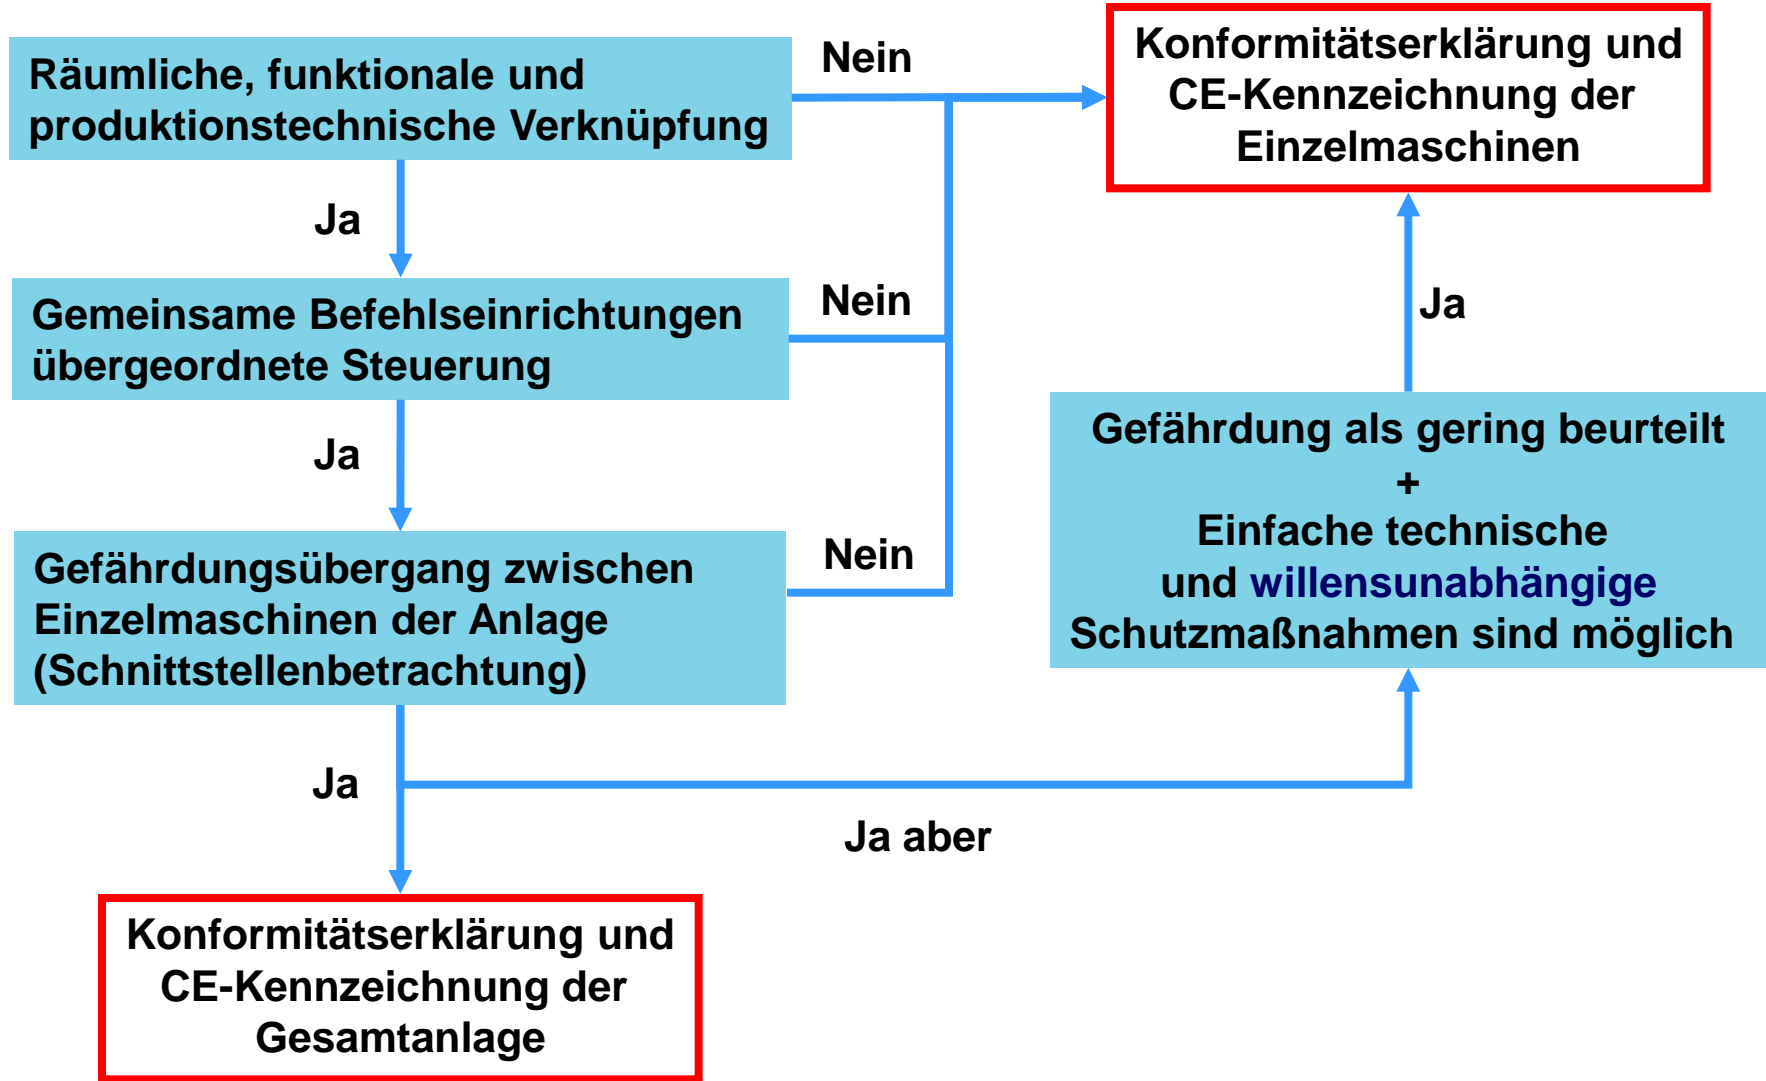 Räumliche, funktionale und
produktionstechnische Verknüpfung
Nein
Konformitätserklärung und
CE-Kennzeichnung der
Einzelmaschinen
Ja
Gemeinsame Befehlseinrichtungen
übergeordnete Steuerung
Nein
Ja
Ja
Gefährdungsübergang zwischen
Einzelmaschinen der Anlage
(Schnittstellenbetrachtung)
Nein
Gefährdung als gering beurteilt
+
Einfache technische
und willensunabhängige
Schutzmaßnahmen sind möglich
Ja
Ja aber
Konformitätserklärung und
CE-Kennzeichnung der
Gesamtanlage